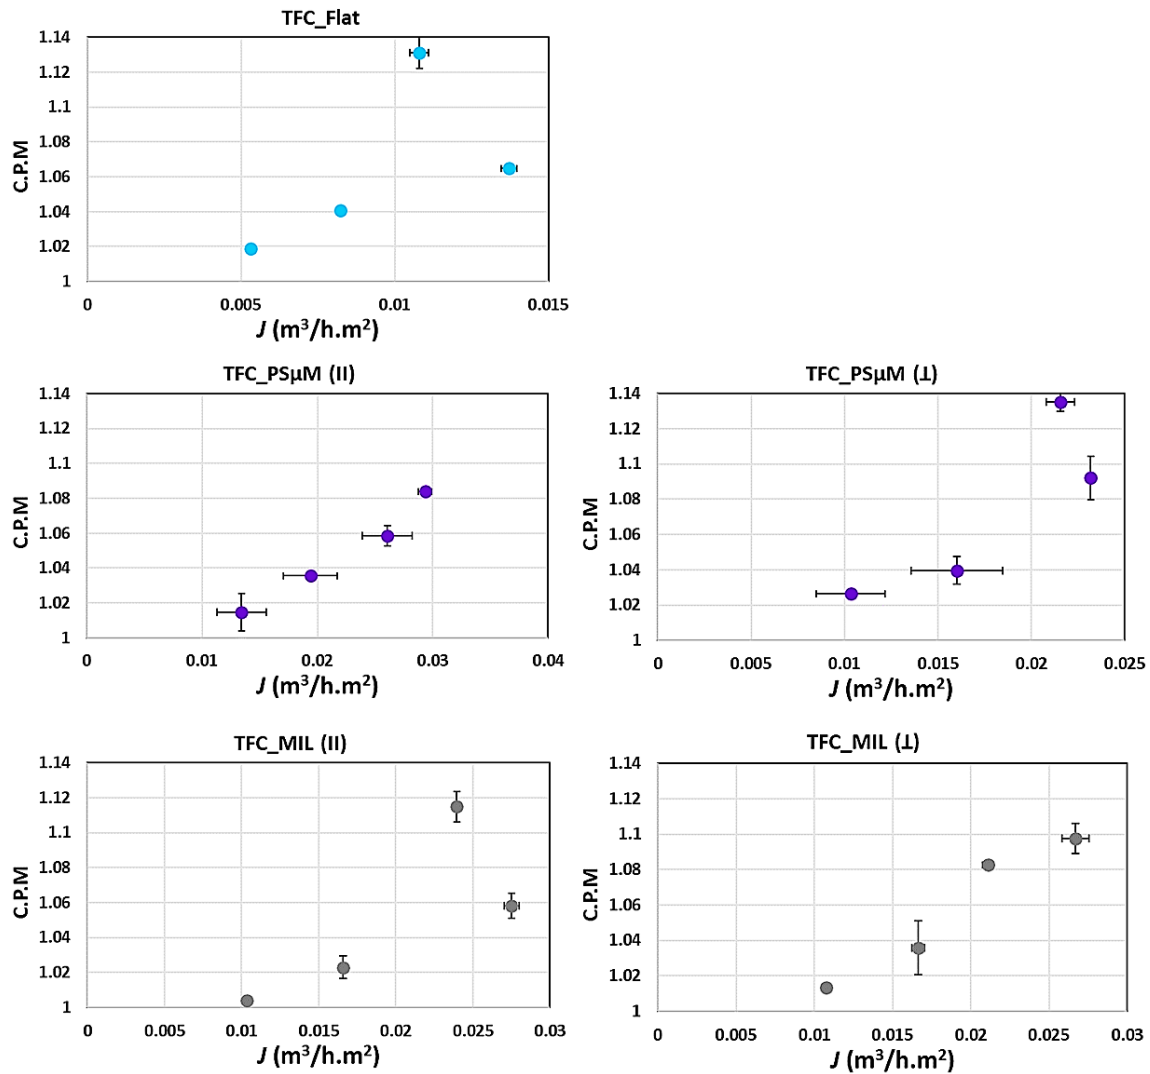 TFC_Flat
1.14
1.12
1.1
1.08
1.06
1.04
1.02
1
C.P.M
0 0.005 0.01 0.015
J (m³/h.m²)
TFC_PSµM (II)
1.14
1.12
1.1
1.08
1.06
1.04
1.02
1
C.P.M
0 0.01 0.02 0.03 0.04
J (m³/h.m²)
TFC_PSµM (⊥)
1.14
1.12
1.1
1.08
1.06
1.04
1.02
1
C.P.M
0 0.005 0.01 0.015 0.02 0.025
J (m³/h.m²)
TFC_MIL (II)
1.14
1.12
1.1
1.08
1.06
1.04
1.02
1
C.P.M
0 0.005 0.01 0.015 0.02 0.025 0.03
J (m³/h.m²)
TFC_MIL (⊥)
1.14
1.12
1.1
1.08
1.06
1.04
1.02
1
C.P.M
0 0.005 0.01 0.015 0.02 0.025 0.03
J (m³/h.m²)